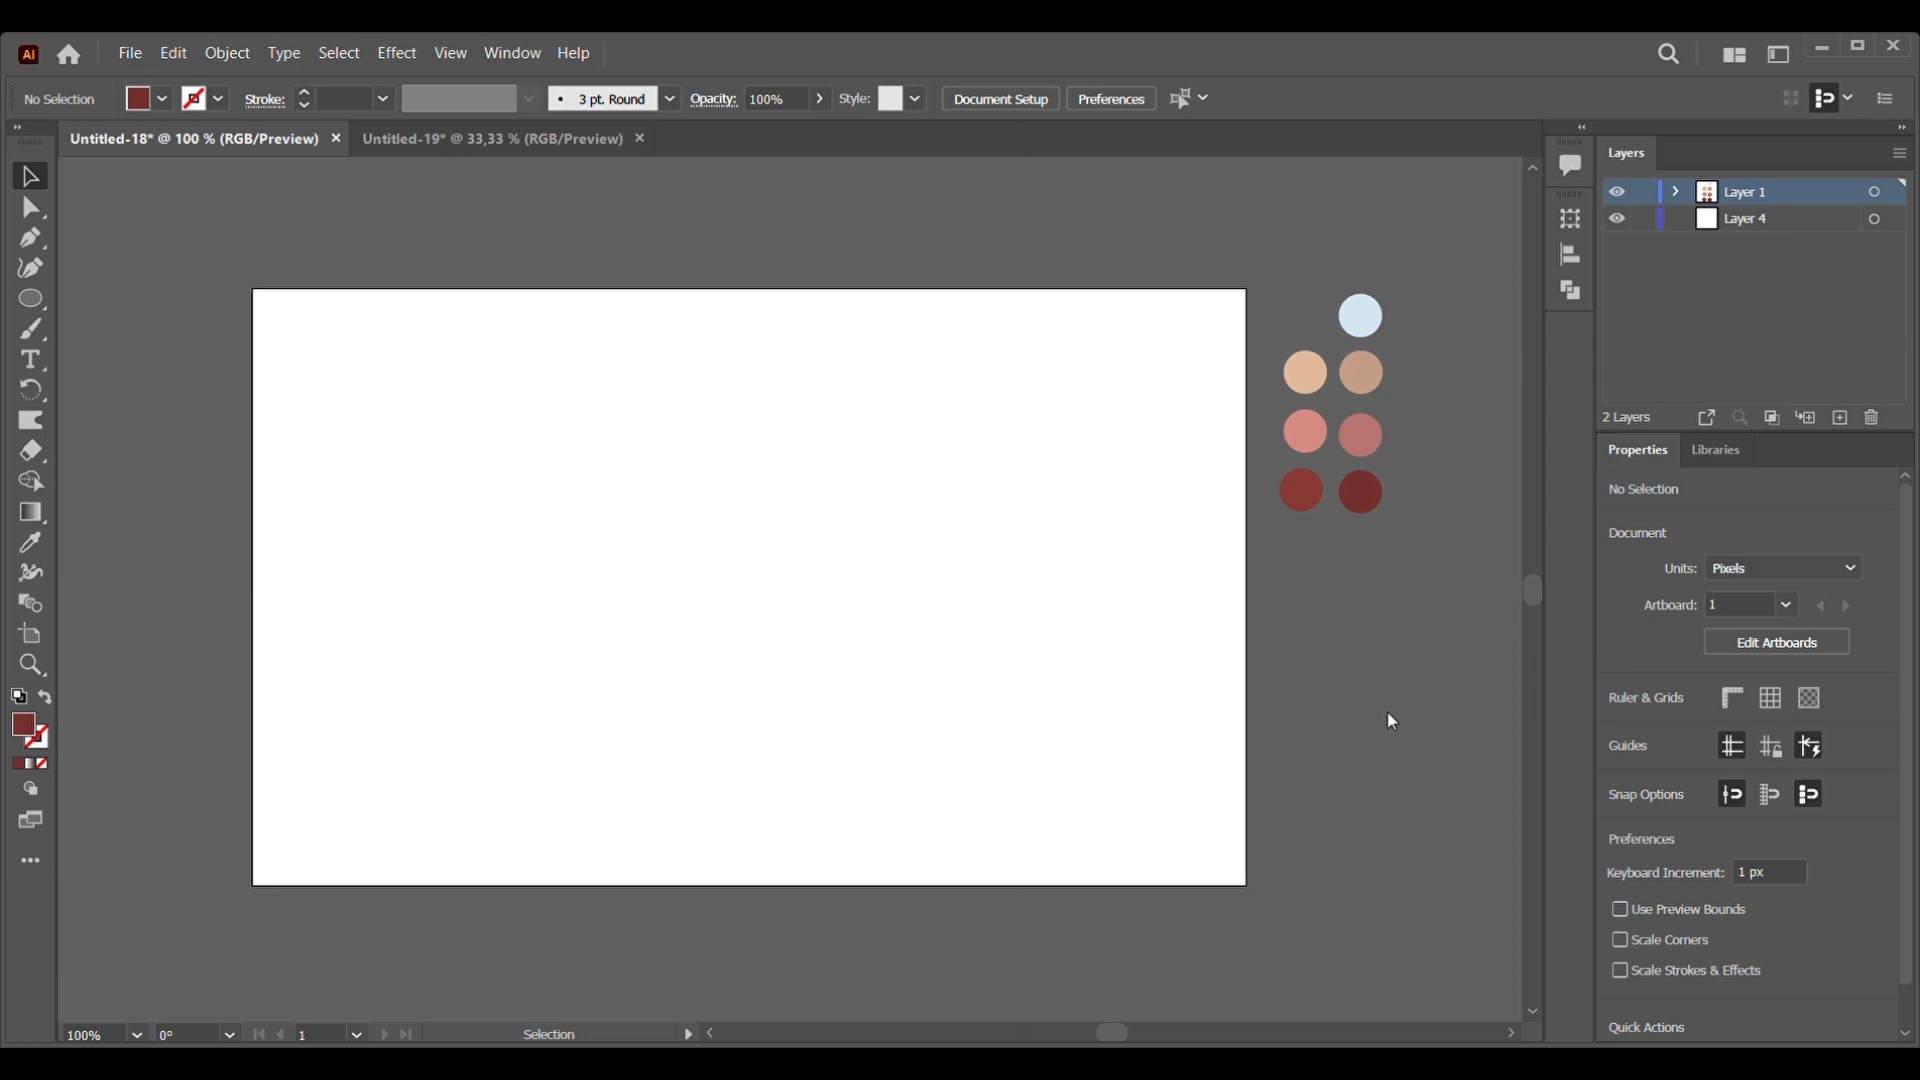 Ai File Edit Object Type Select Effect View Window Help
No Selection Stroke: 3 pt. Round Opacity: 100% Style: Document Setup Preferences
Untitled-18* @ 100 % (RGB/Preview) Untitled-19* @ 33,33 % (RGB/Preview)
Layers
Layer 1
Layer 4
2 Layers
Properties Libraries
No Selection
Document
Units: Pixels
Artboard: 1
Edit Artboards
Ruler & Grids
Guides
Snap Options
Preferences
Keyboard Increment: 1 px
Use Preview Bounds
Scale Corners
Scale Strokes & Effects
Quick Actions
100% 0° 1 Selection